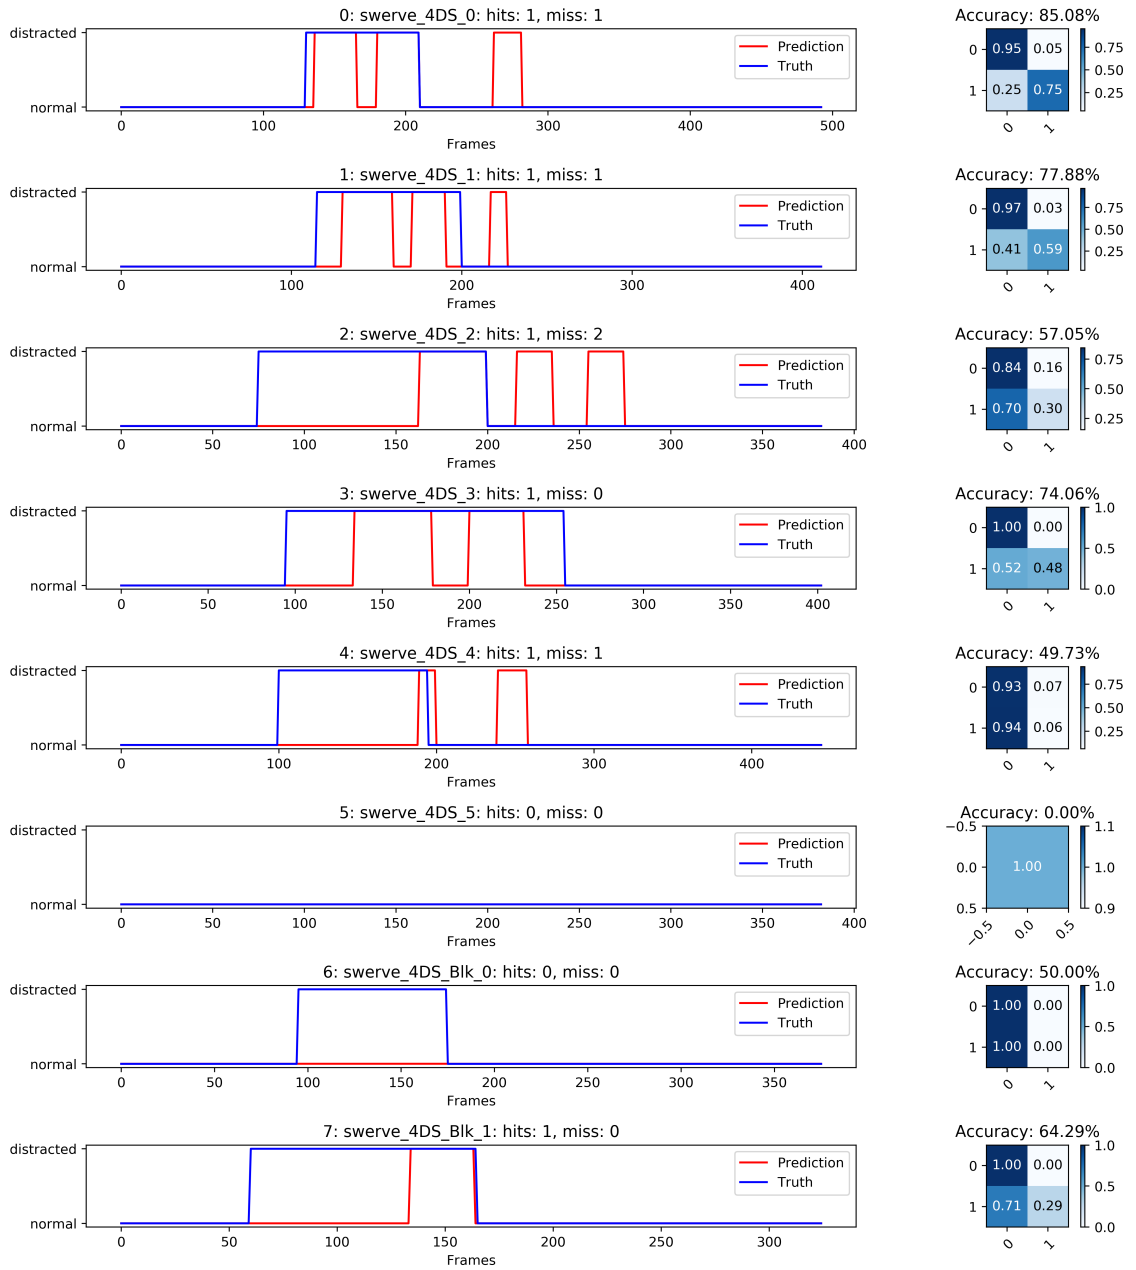 0: swerve_4DS_0: hits: 1, miss: 1
distracted
normal
Prediction
Truth
0 100 200 300 400 500
Frames
Accuracy: 85.08%
0 0.95 0.05
1 0.25 0.75
0 1
0.75
0.50
0.25
1: swerve_4DS_1: hits: 1, miss: 1
distracted
normal
Prediction
Truth
0 100 200 300 400
Frames
Accuracy: 77.88%
0 0.97 0.03
1 0.41 0.59
0 1
0.75
0.50
0.25
2: swerve_4DS_2: hits: 1, miss: 2
distracted
normal
Prediction
Truth
0 50 100 150 200 250 300 350 400
Frames
Accuracy: 57.05%
0 0.84 0.16
1 0.70 0.30
0 1
0.75
0.50
0.25
3: swerve_4DS_3: hits: 1, miss: 0
distracted
normal
Prediction
Truth
0 50 100 150 200 250 300 350 400
Frames
Accuracy: 74.06%
0 1.00 0.00
1 0.52 0.48
0 1
1.0
0.5
0.0
4: swerve_4DS_4: hits: 1, miss: 1
distracted
normal
Prediction
Truth
0 100 200 300 400
Frames
Accuracy: 49.73%
0 0.93 0.07
1 0.94 0.06
0 1
0.75
0.50
0.25
5: swerve_4DS_5: hits: 0, miss: 0
distracted
normal
Prediction
Truth
0 50 100 150 200 250 300 350 400
Frames
Accuracy: 0.00%
−0.5
0.0
0.5
1.00
−0.5 0.0 0.5
1.1
1.0
0.9
6: swerve_4DS_Blk_0: hits: 0, miss: 0
distracted
normal
Prediction
Truth
0 50 100 150 200 250 300 350
Frames
Accuracy: 50.00%
0 1.00 0.00
1 1.00 0.00
0 1
1.0
0.5
0.0
7: swerve_4DS_Blk_1: hits: 1, miss: 0
distracted
normal
Prediction
Truth
0 50 100 150 200 250 300
Frames
Accuracy: 64.29%
0 1.00 0.00
1 0.71 0.29
0 1
1.0
0.5
0.0